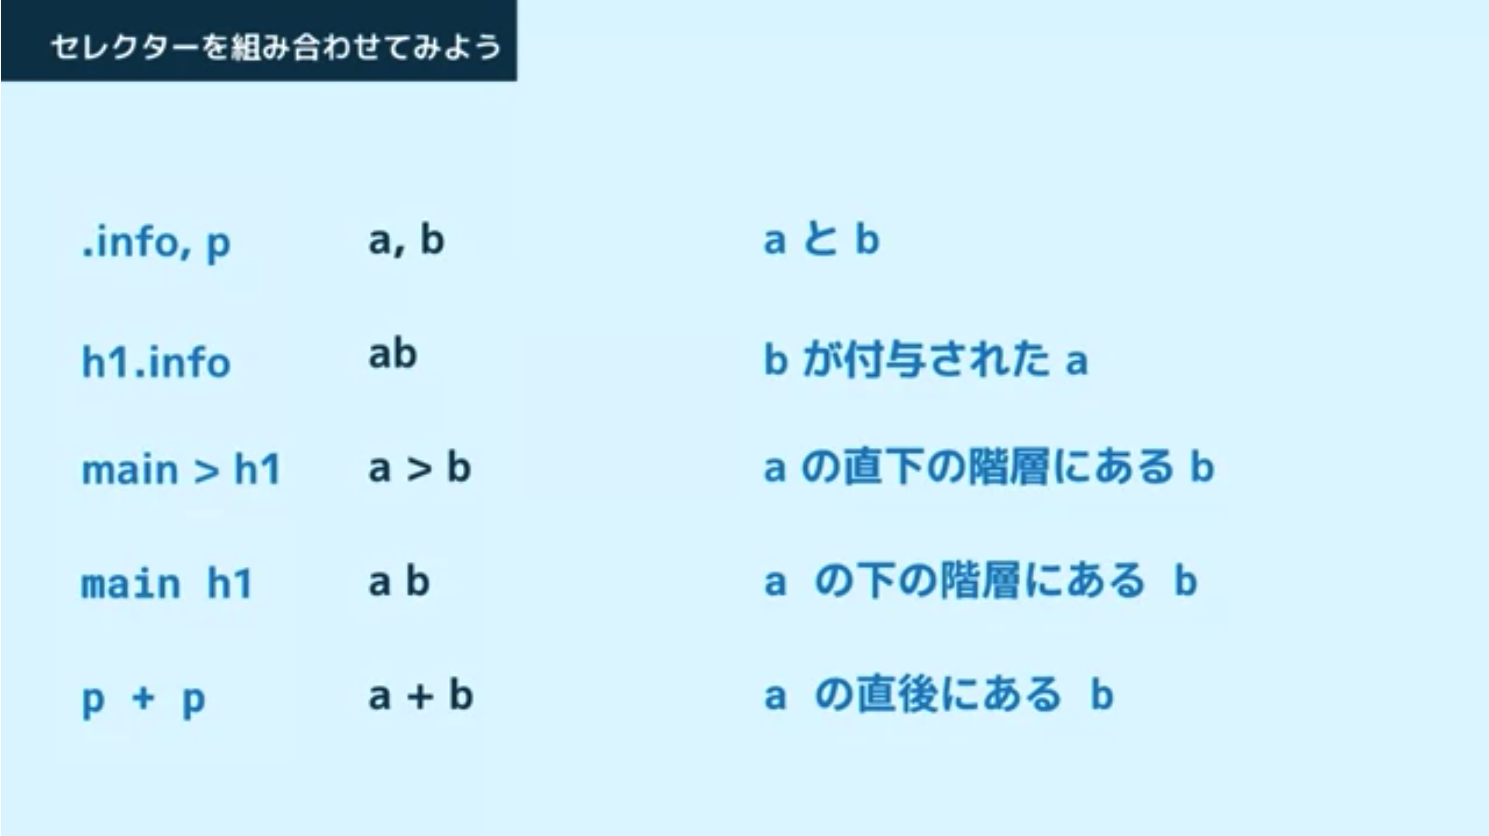 セレクターを組み合わせてみよう
.info, p a, b a と b
h1.info ab b が付与された a
main > h1 a > b a の直下の階層にある b
main h1 a b a の下の階層にある b
p + p a + b a の直後にある b